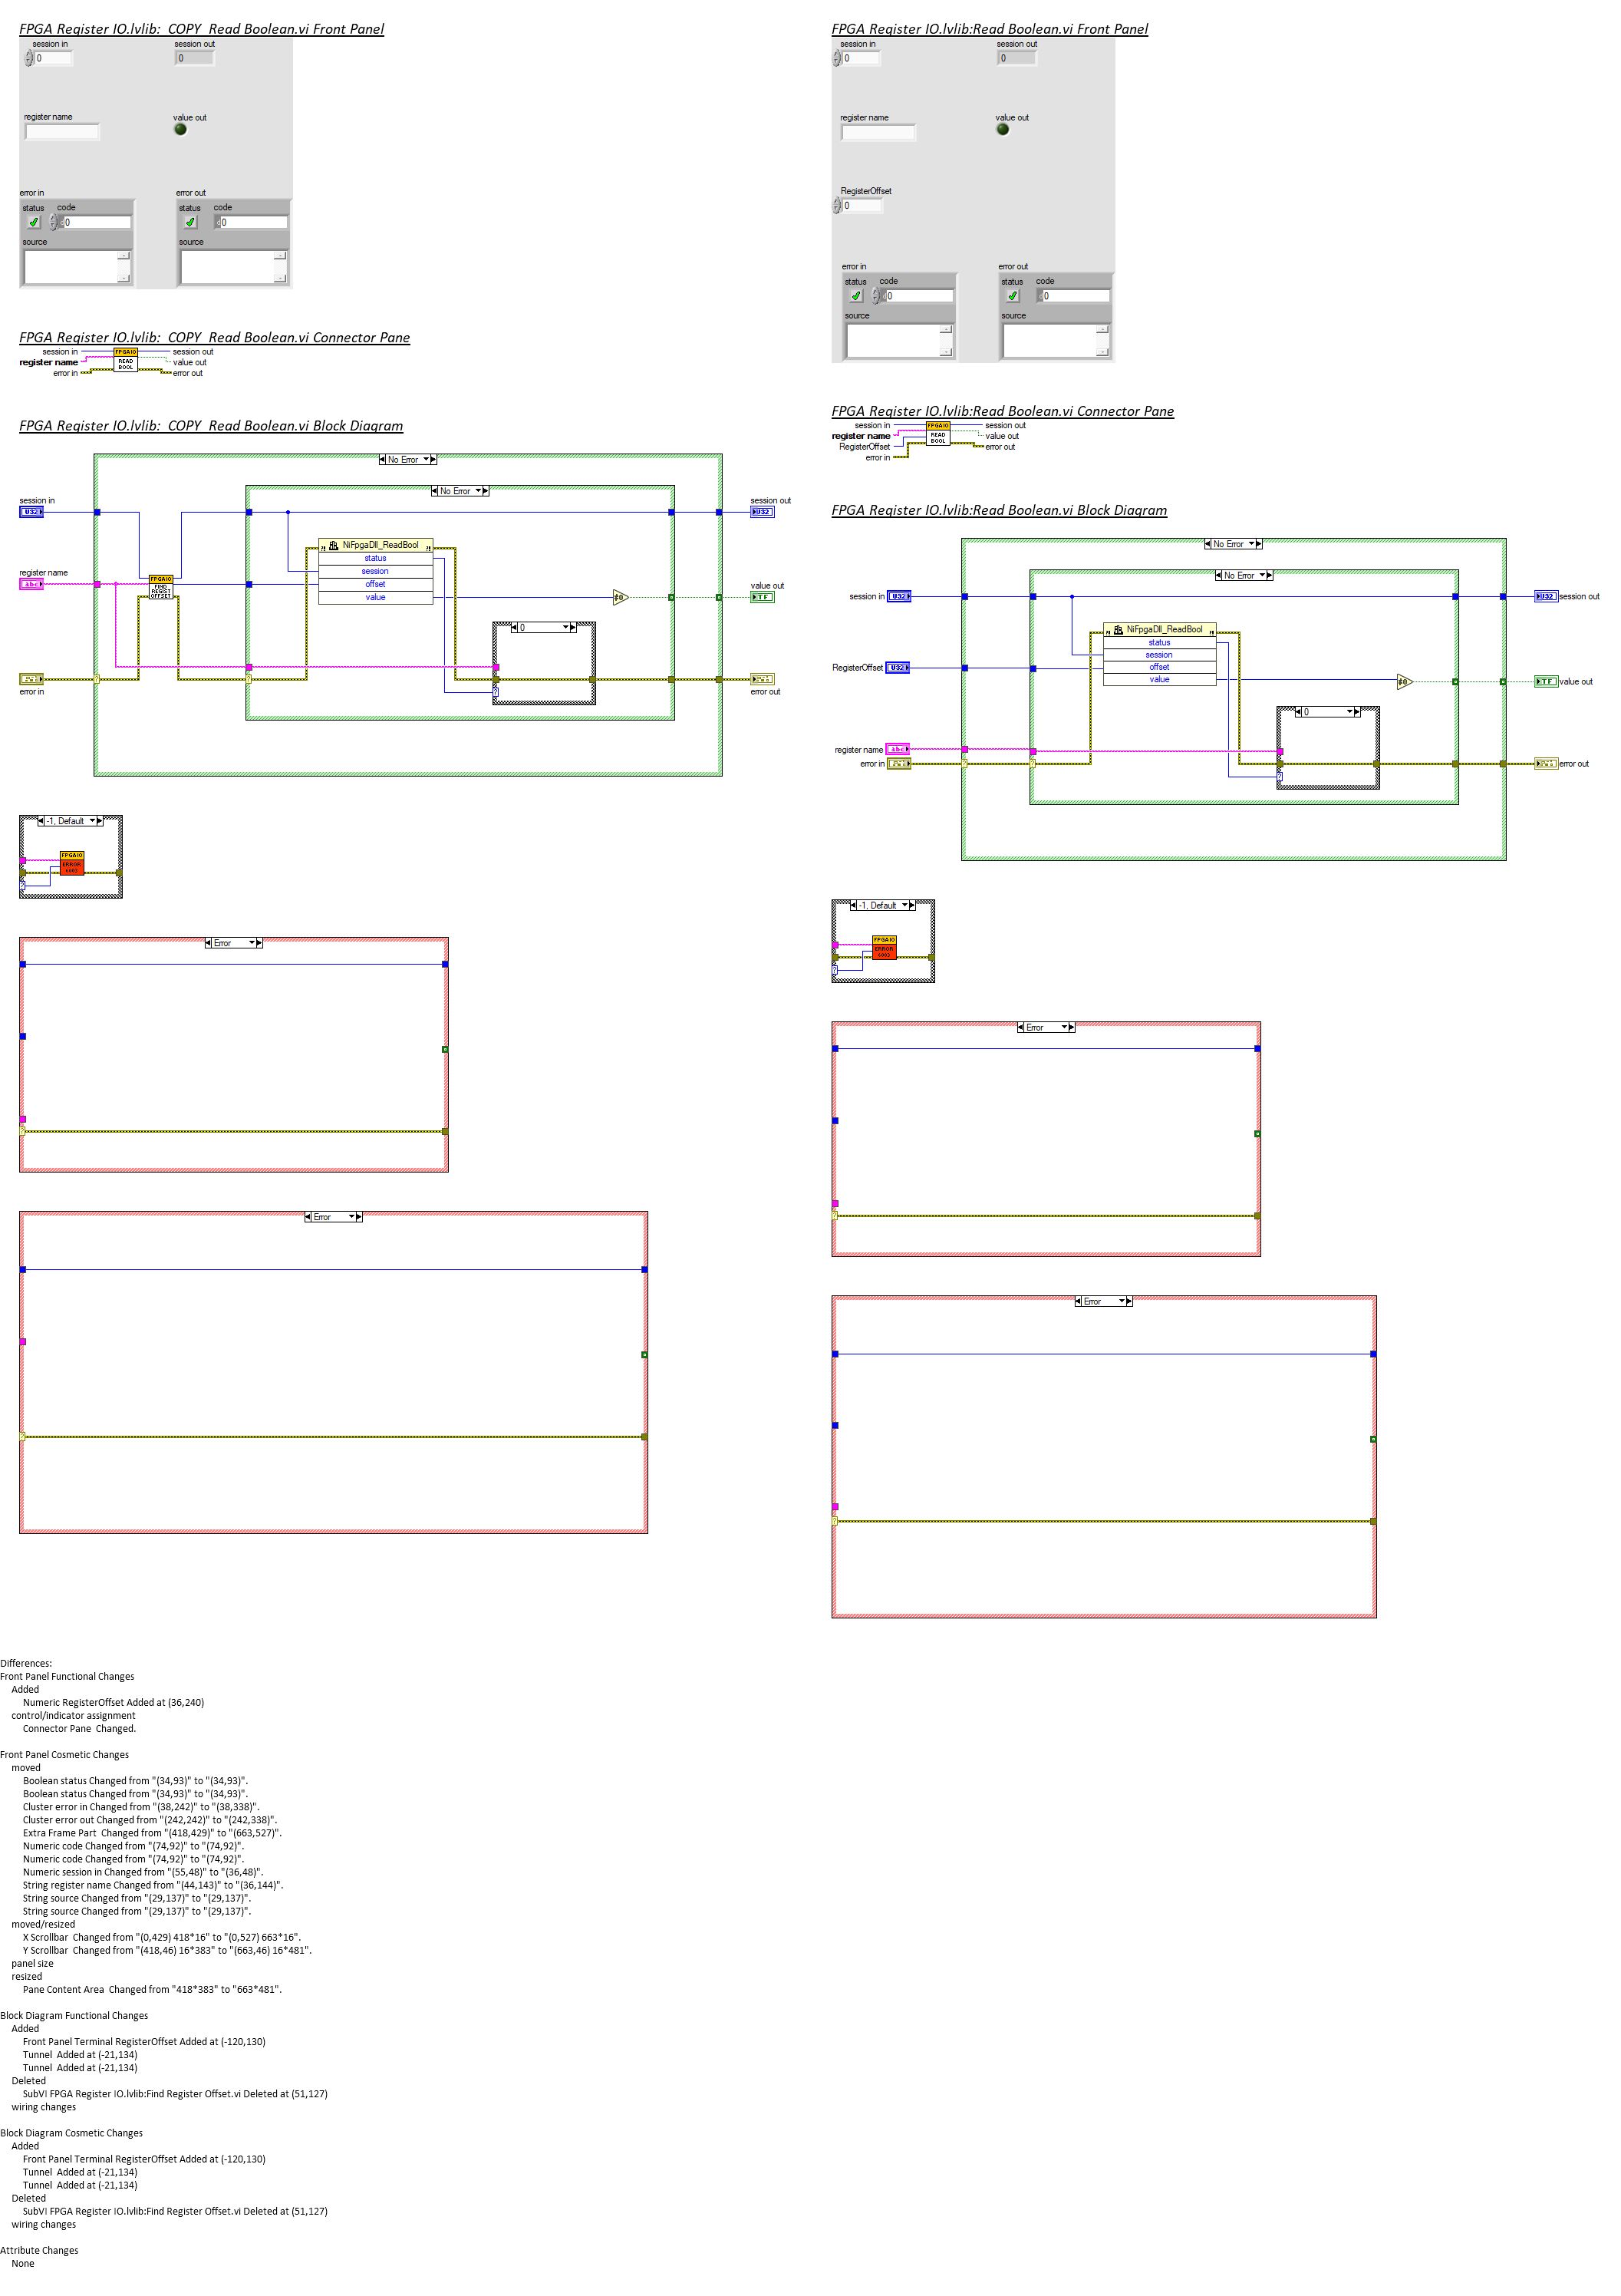 FPGA Register IO.lvlib:  COPY  Read Boolean.vi Front Panel
session in
session out
0
0
register name
value out
error in
error out
status
code
status
code
0
0
source
source
FPGA Register IO.lvlib:  COPY  Read Boolean.vi Connector Pane
session in
FPGAIO
session out
register name
READ
value out
BOOL
error in
error out
FPGA Register IO.lvlib:  COPY  Read Boolean.vi Block Diagram
No Error
No Error
session in
session out
U32
U32
NiFpgaDll_ReadBool
status
session
register name
FPGAIO
offset
value out
abc
FIND
REGIST
OFFSET
value
≠0
TF
0
error in
error out
-1, Default
FPGAIO
ERROR
Error
Error
FPGA Register IO.lvlib:Read Boolean.vi Front Panel
session in
session out
0
0
register name
value out
RegisterOffset
0
error in
error out
status
code
status
code
0
0
source
source
FPGA Register IO.lvlib:Read Boolean.vi Connector Pane
session in
FPGAIO
session out
register name
READ
value out
RegisterOffset
BOOL
error out
error in
FPGA Register IO.lvlib:Read Boolean.vi Block Diagram
No Error
No Error
session in
U32
U32
session out
NiFpgaDll_ReadBool
status
session
RegisterOffset
U32
offset
value
≠0
TF
value out
0
register name
abc
error in
error out
-1, Default
FPGAIO
ERROR
Error
Error
Differences:
Front Panel Functional Changes
Added
Numeric RegisterOffset Added at (36,240)
control/indicator assignment
Connector Pane  Changed.
Front Panel Cosmetic Changes
moved
Boolean status Changed from "(34,93)" to "(34,93)".
Boolean status Changed from "(34,93)" to "(34,93)".
Cluster error in Changed from "(38,242)" to "(38,338)".
Cluster error out Changed from "(242,242)" to "(242,338)".
Extra Frame Part  Changed from "(418,429)" to "(663,527)".
Numeric code Changed from "(74,92)" to "(74,92)".
Numeric code Changed from "(74,92)" to "(74,92)".
Numeric session in Changed from "(55,48)" to "(36,48)".
String register name Changed from "(44,143)" to "(36,144)".
String source Changed from "(29,137)" to "(29,137)".
String source Changed from "(29,137)" to "(29,137)".
moved/resized
X Scrollbar  Changed from "(0,429) 418*16" to "(0,527) 663*16".
Y Scrollbar  Changed from "(418,46) 16*383" to "(663,46) 16*481".
panel size
resized
Pane Content Area  Changed from "418*383" to "663*481".
Block Diagram Functional Changes
Added
Front Panel Terminal RegisterOffset Added at (-120,130)
Tunnel  Added at (-21,134)
Tunnel  Added at (-21,134)
Deleted
SubVI FPGA Register IO.lvlib:Find Register Offset.vi Deleted at (51,127)
wiring changes
Block Diagram Cosmetic Changes
Added
Front Panel Terminal RegisterOffset Added at (-120,130)
Tunnel  Added at (-21,134)
Tunnel  Added at (-21,134)
Deleted
SubVI FPGA Register IO.lvlib:Find Register Offset.vi Deleted at (51,127)
wiring changes
Attribute Changes
None